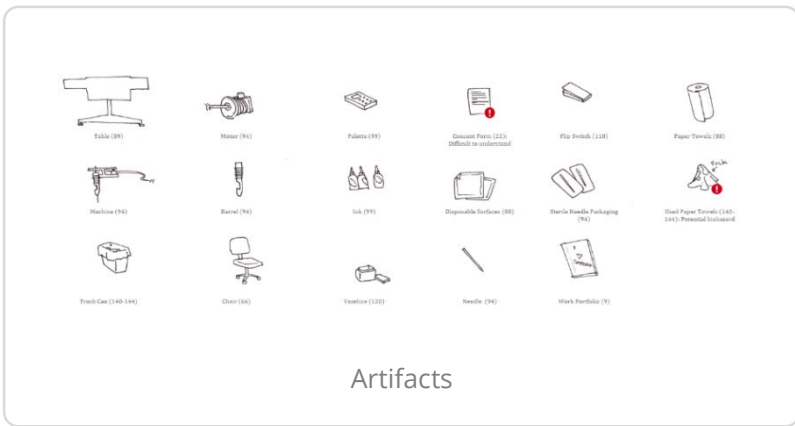 Table (89)
Motor (94)
Palette (99)
Consent Form (22):
Difficult to understand
Flip Switch (118)
Paper Towels (88)
Machine (94)
Barrel (94)
Ink (99)
Disposable Surfaces (88)
Sterile Needle Packaging
(94)
Used Paper Towels (140-
144)- Potential biohazard
Trash Can (140-144)
Chair (66)
Vaseline (120)
Needle (94)
Work Portfolio (9)
Artifacts